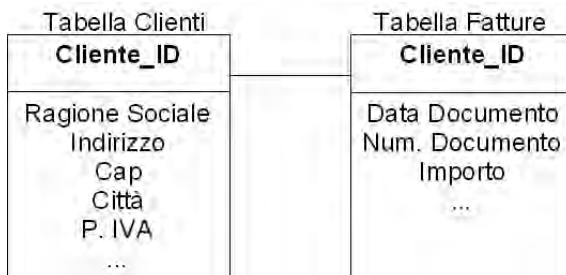 Tabella Clienti
Cliente_ID
Ragione Sociale
Indirizzo
Cap
Città
P. IVA
...
Tabella Fatture
Cliente_ID
Data Documento
Num. Documento
Importo
...